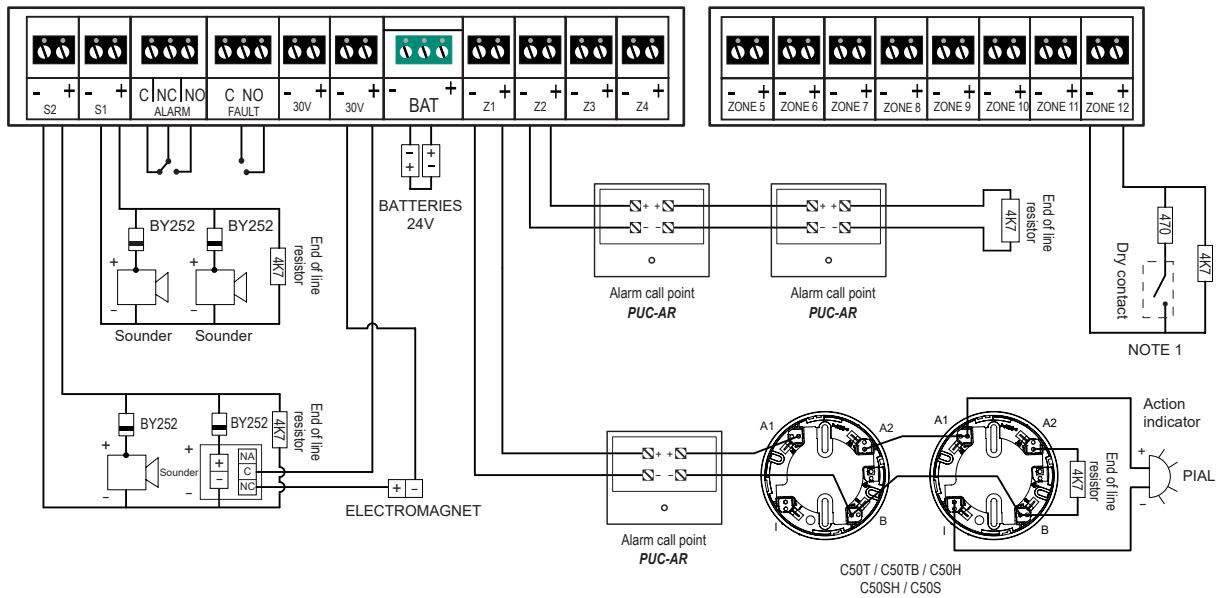 - + - + C NC NO C NO - + - + - BAT + - + - + - + - +
S2 S1 ALARM FAULT 30V 30V Z1 Z2 Z3 Z4
- + - + - + - + - + - + - + - +
ZONE 5 ZONE 6 ZONE 7 ZONE 8 ZONE 9 ZONE 10 ZONE 11 ZONE 12
- + + -
BATTERIES
24V
BY252 BY252
+ +
- -
4K7
End of line
resistor
Sounder Sounder
+ + + + + +
- - - - - -
4K7
End of line
resistor
Alarm call point
PUC-AR
Alarm call point
PUC-AR
470
Dry contact
4K7
NOTE 1
BY252 BY252
+ +
- -
Sounder
+
-
NA
C
NC
4K7
End of line
resistor
+ -
ELECTROMAGNET
+ +
- -
Alarm call point
PUC-AR
A1 A2
I B
A1 A2
I B
4K7
End of line
resistor
Action
indicator
+
PIAL
-
C50T / C50TB / C50H
C50SH / C50S